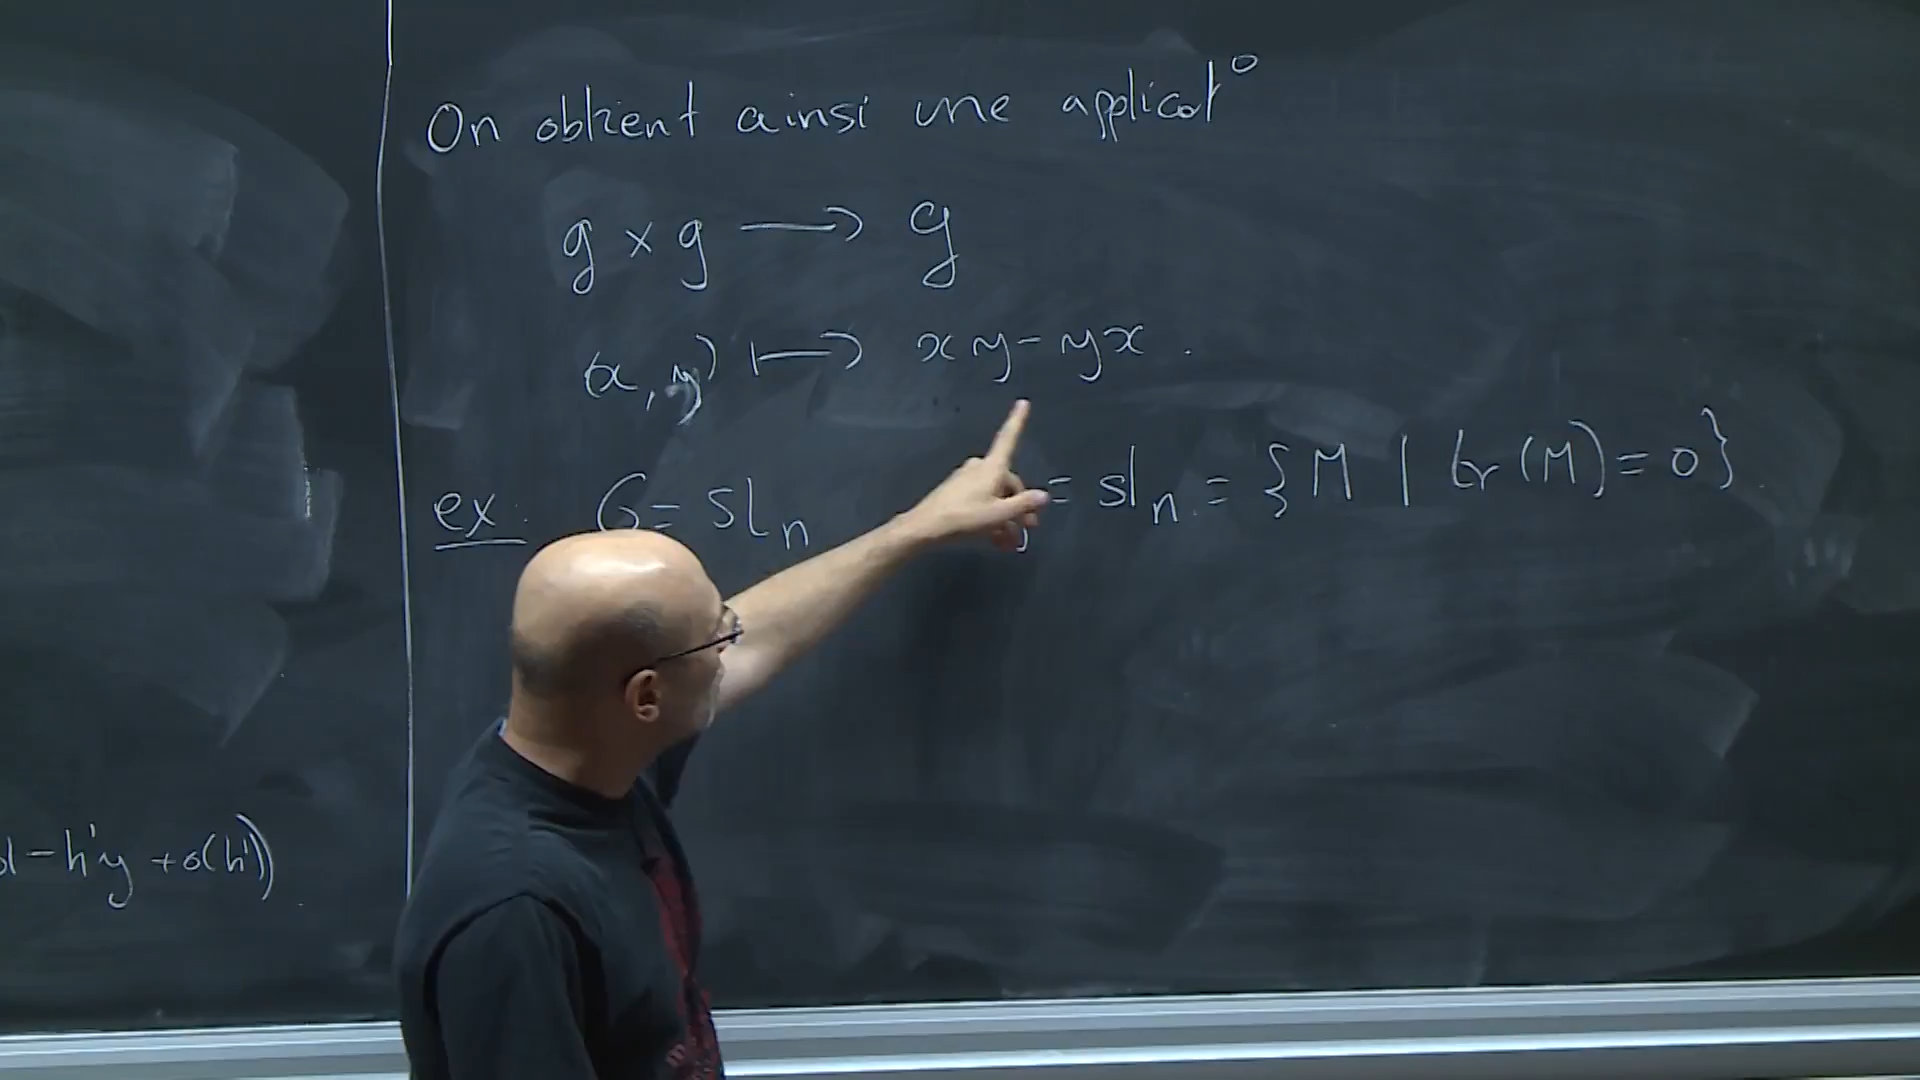 On obtient ainsi une applicat°
g × g ⟶ g
(x, y) ⟼ xy - yx .
ex. G = SLn = sln = {M | tr(M) = 0}
- h'y + o(h'))